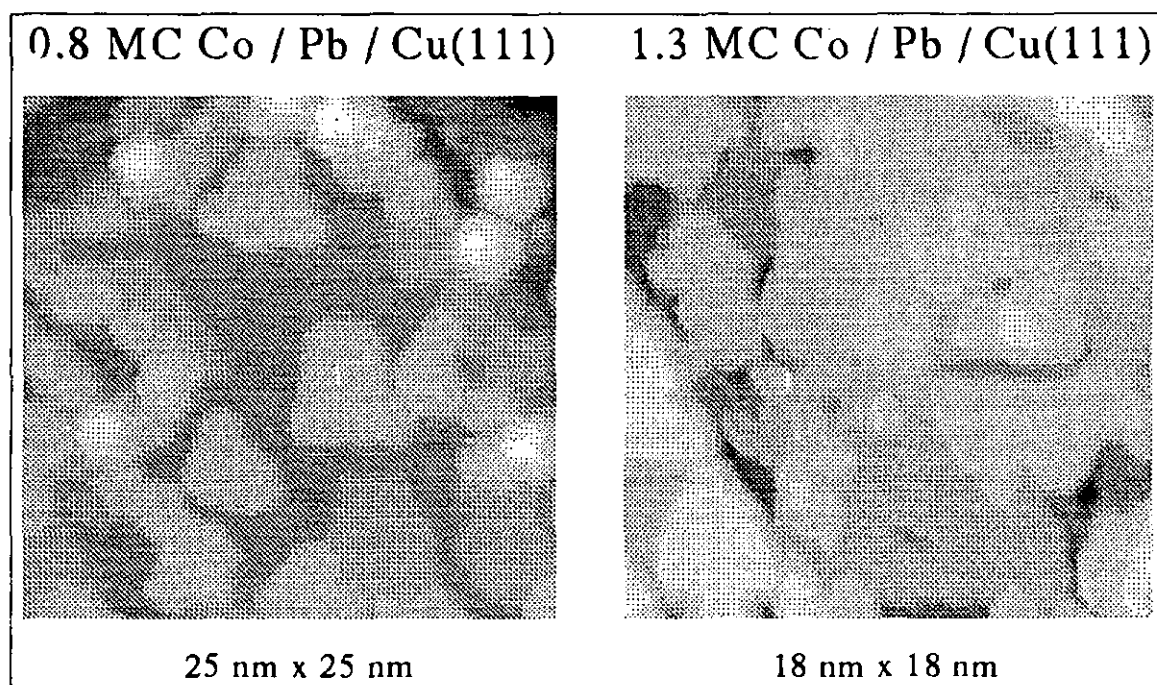 0.8 MC Co / Pb / Cu(111)
1.3 MC Co / Pb / Cu(111)
25 nm x 25 nm
18 nm x 18 nm